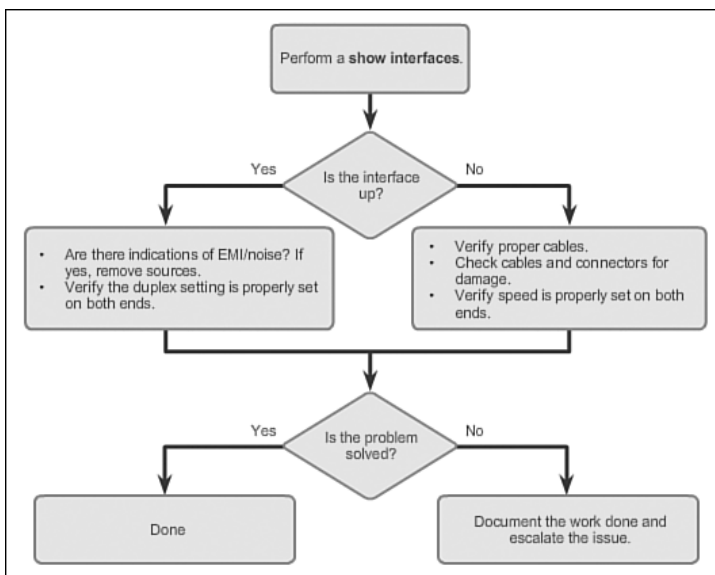 Perform a show interfaces.
Yes
No
Is the interface
up?
• Are there indications of EMI/noise? If
yes, remove sources.
• Verify the duplex setting is properly set
on both ends.
• Verify proper cables.
• Check cables and connectors for
damage.
• Verify speed is properly set on both
ends.
Yes
No
Is the problem
solved?
Done
Document the work done and
escalate the issue.